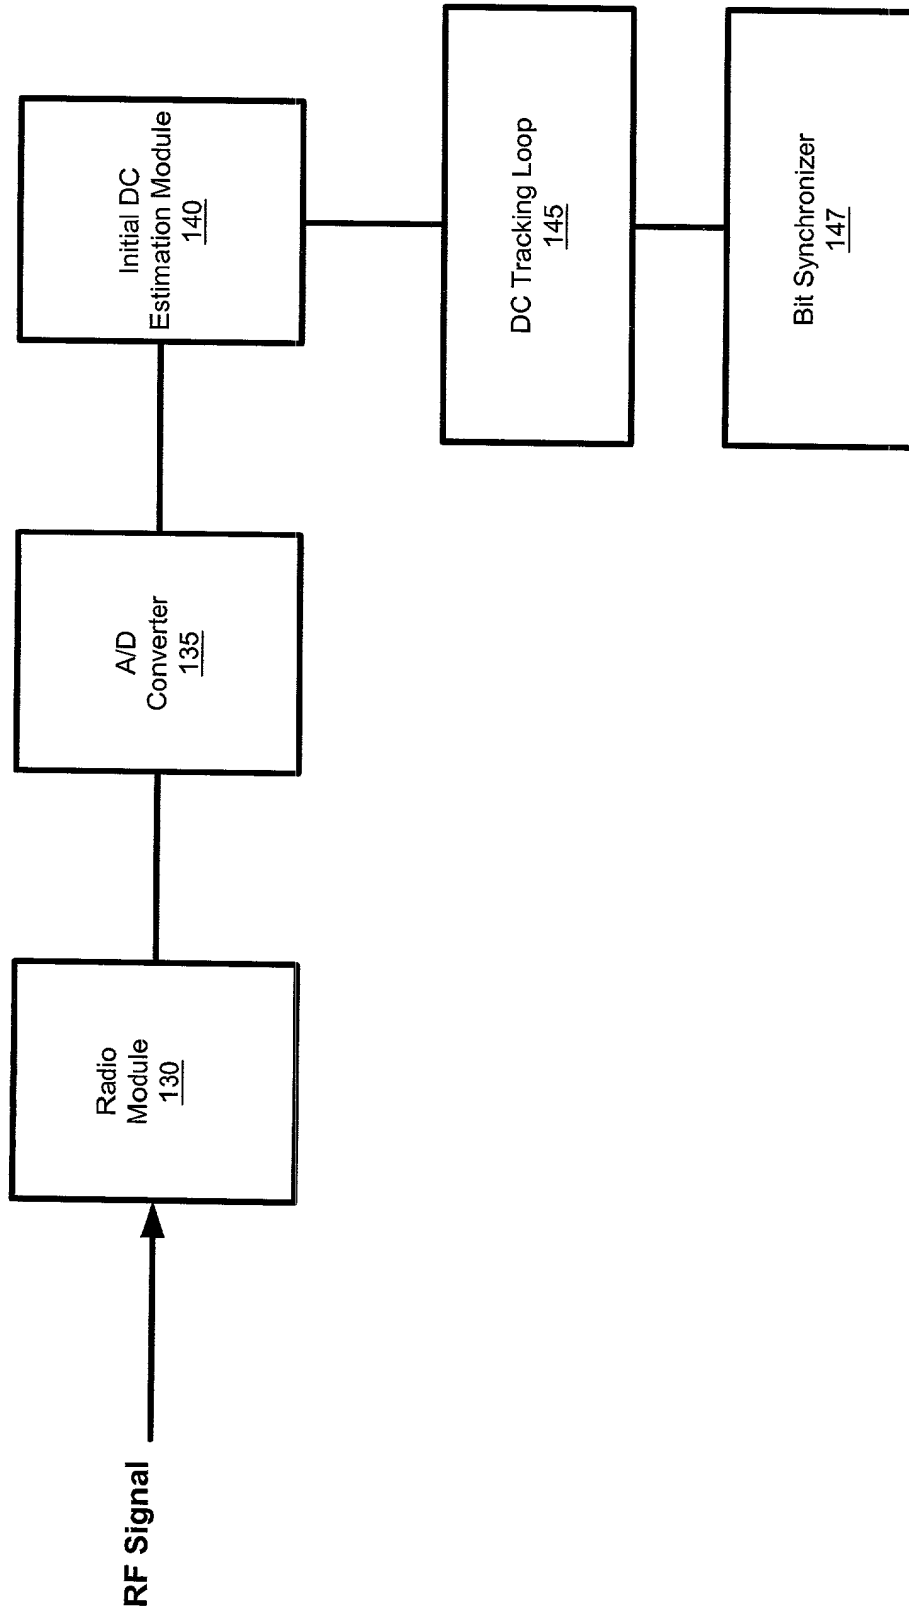 RF Signal
Radio
Module
130
A/D
Converter
135
Initial DC
Estimation Module
140
DC Tracking Loop
145
Bit Synchronizer
147